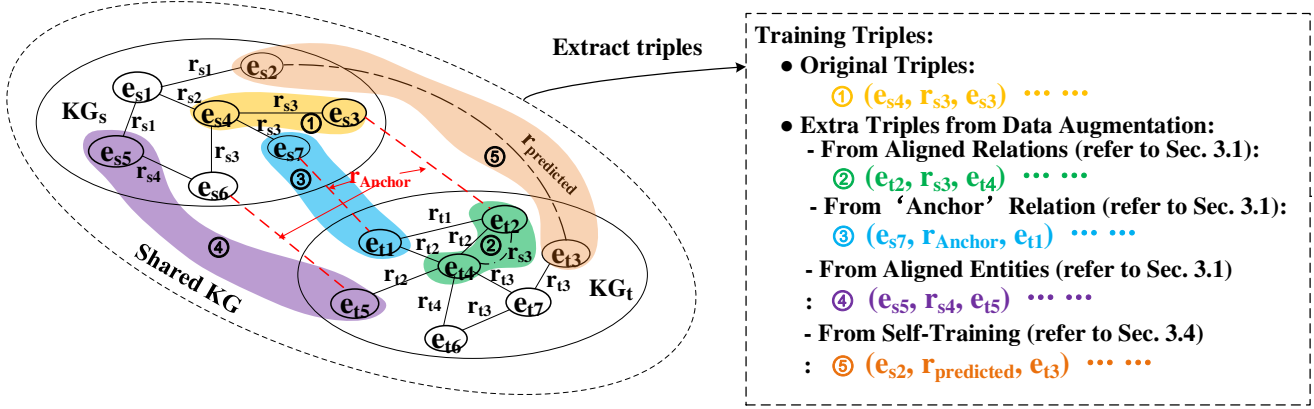 Extract triples
KG_s
e_s1
e_s2
e_s3
e_s4
e_s5
e_s6
e_s7
r_s1
r_s2
r_s3
r_s3
r_s1
r_s3
r_s4
①
③
④
⑤
②
r_Anchor
r_predicted
Shared KG
KG_t
e_t1
e_t2
e_t3
e_t4
e_t5
e_t6
e_t7
r_t1
r_t2
r_t2
r_s3
r_t2
r_t3
r_t3
r_t4
r_t3
Training Triples:
● Original Triples:
① (e_s4, r_s3, e_s3) ··· ···
● Extra Triples from Data Augmentation:
- From Aligned Relations (refer to Sec. 3.1):
② (e_t2, r_s3, e_t4) ··· ···
- From ‘Anchor’ Relation (refer to Sec. 3.1):
③ (e_s7, r_Anchor, e_t1) ··· ···
- From Aligned Entities (refer to Sec. 3.1)
: ④ (e_s5, r_s4, e_t5) ··· ···
- From Self-Training (refer to Sec. 3.4)
: ⑤ (e_s2, r_predicted, e_t3) ··· ···